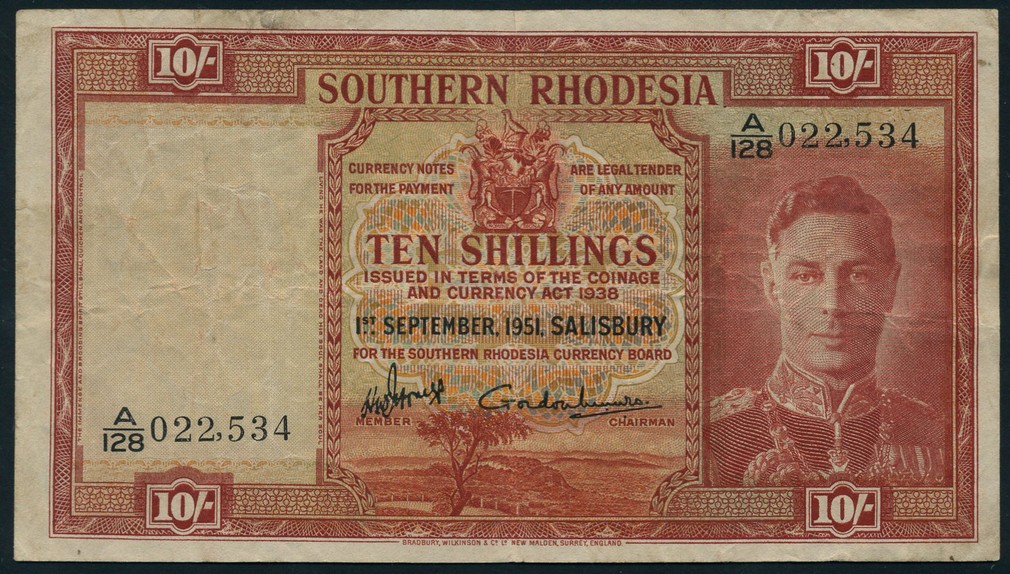 10/- 10/-
SOUTHERN RHODESIA
A/128 022,534
CURRENCY NOTES ARE LEGAL TENDER
FOR THE PAYMENT OF ANY AMOUNT
TEN SHILLINGS
ISSUED IN TERMS OF THE COINAGE
AND CURRENCY ACT 1938
1ST SEPTEMBER, 1951, SALISBURY
FOR THE SOUTHERN RHODESIA CURRENCY BOARD
MEMBER CHAIRMAN
A/128 022,534
10/- 10/-
BRADBURY, WILKINSON & Co. Ld. NEW MALDEN, SURREY, ENGLAND.